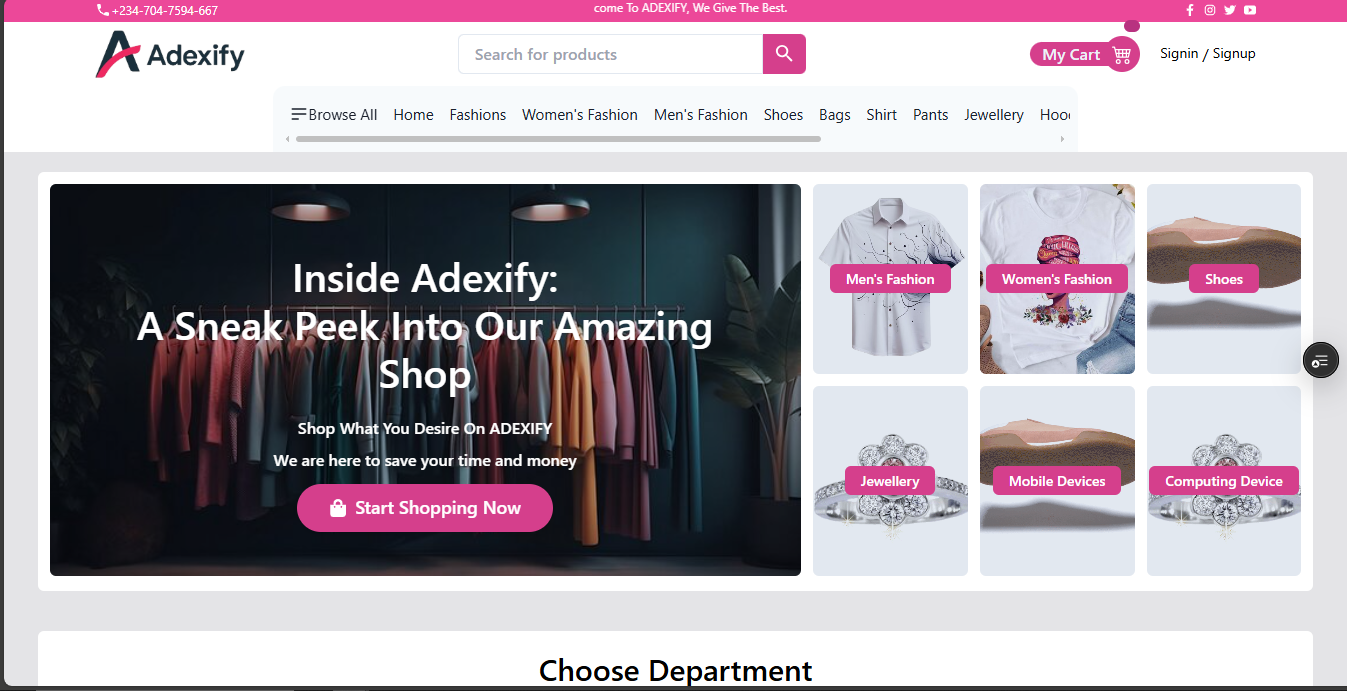 +234-704-7594-667
come To ADEXIFY, We Give The Best.
Adexify
Search for products
My Cart
Signin / Signup
Browse All Home Fashions Women's Fashion Men's Fashion Shoes Bags Shirt Pants Jewellery Hood
Inside Adexify:
A Sneak Peek Into Our Amazing
Shop
Shop What You Desire On ADEXIFY
We are here to save your time and money
Start Shopping Now
Men's Fashion
Women's Fashion
Shoes
Jewellery
Mobile Devices
Computing Device
Choose Department